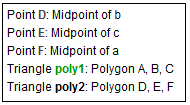 Point D: Midpoint of b
Point E: Midpoint of c
Point F: Midpoint of a
Triangle poly1: Polygon A, B, C
Triangle poly2: Polygon D, E, F